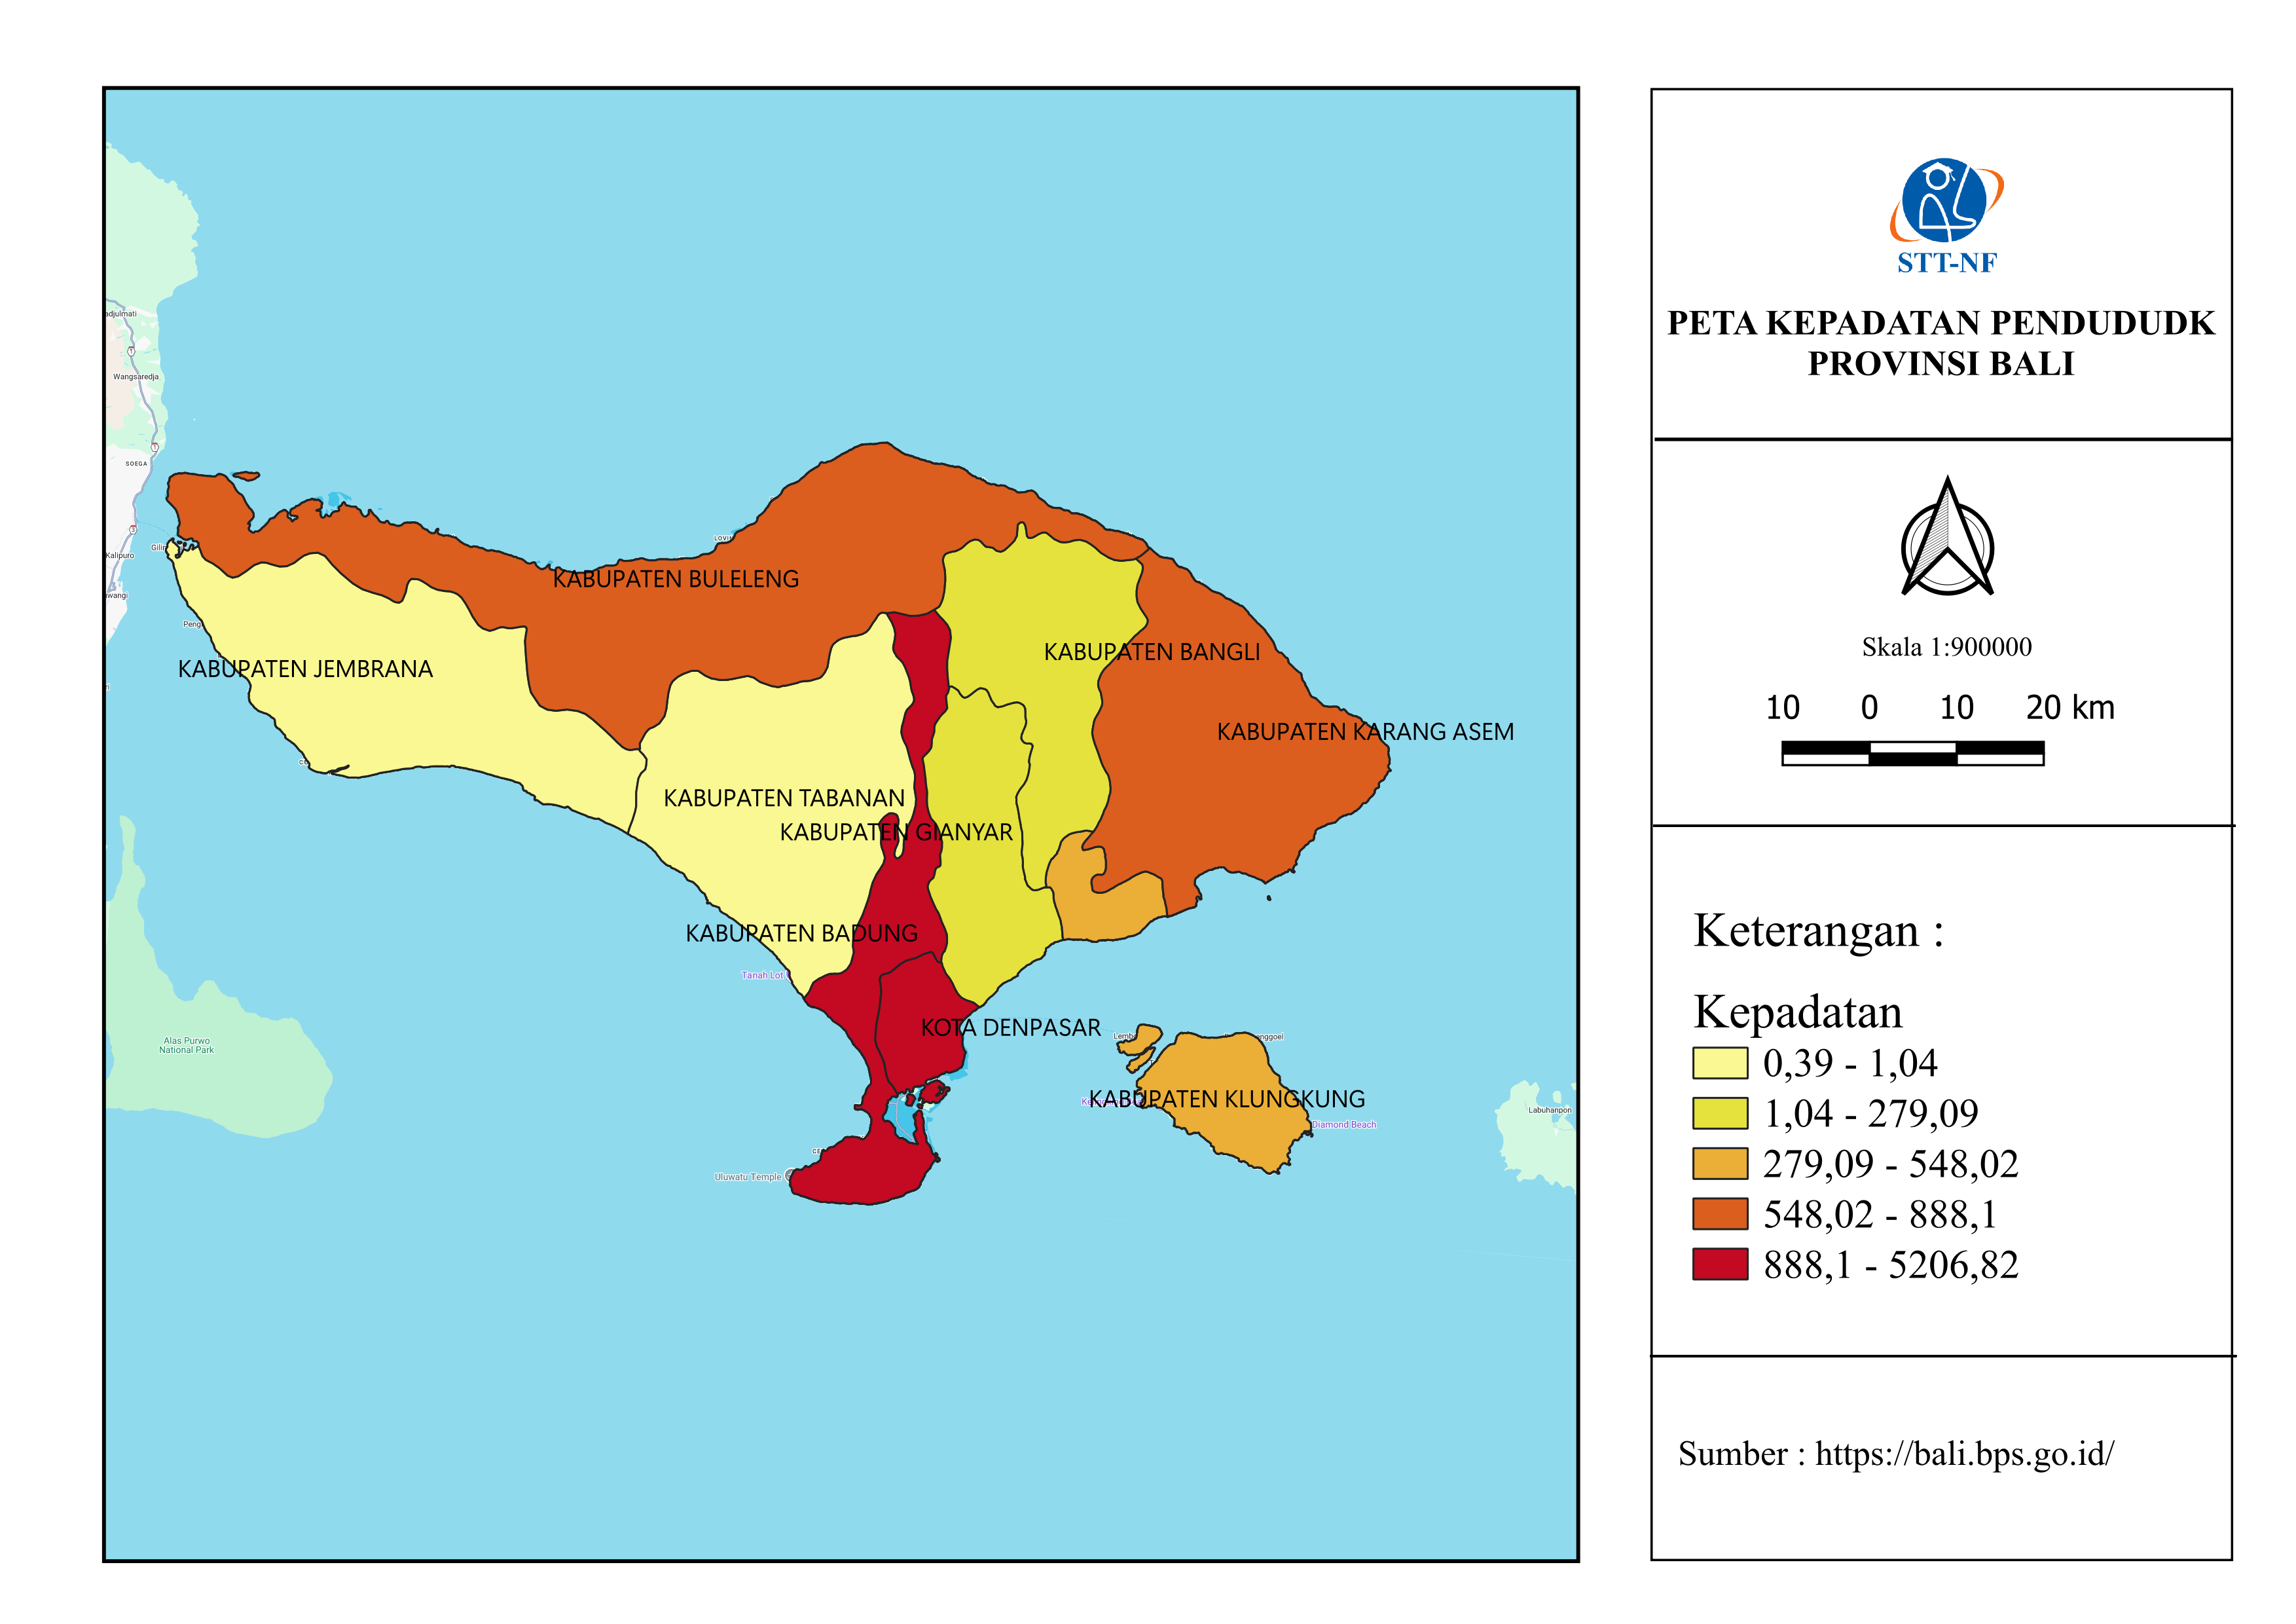 adjulmati
Wangsaredja
SOEGA
Kalipuro
Gili
LOVI
KABUPATEN BULELENG
Peng
KABUPATEN JEMBRANA
KABUPATEN BANGLI
KABUPATEN KARANG ASEM
KABUPATEN TABANAN
KABUPATEN GIANYAR
KABUPATEN BADUNG
Tanah Lot
KOTA DENPASAR
Alas Purwo
National Park
Lemb
nggoel
KABUPATEN KLUNGKUNG
Diamond Beach
Labuhanpon
Uluwatu Temple
STT-NF
PETA KEPADATAN PENDUDUDK
PROVINSI BALI
Skala 1:900000
10 0 10 20 km
Keterangan :
Kepadatan
0,39 - 1,04
1,04 - 279,09
279,09 - 548,02
548,02 - 888,1
888,1 - 5206,82
Sumber : https://bali.bps.go.id/